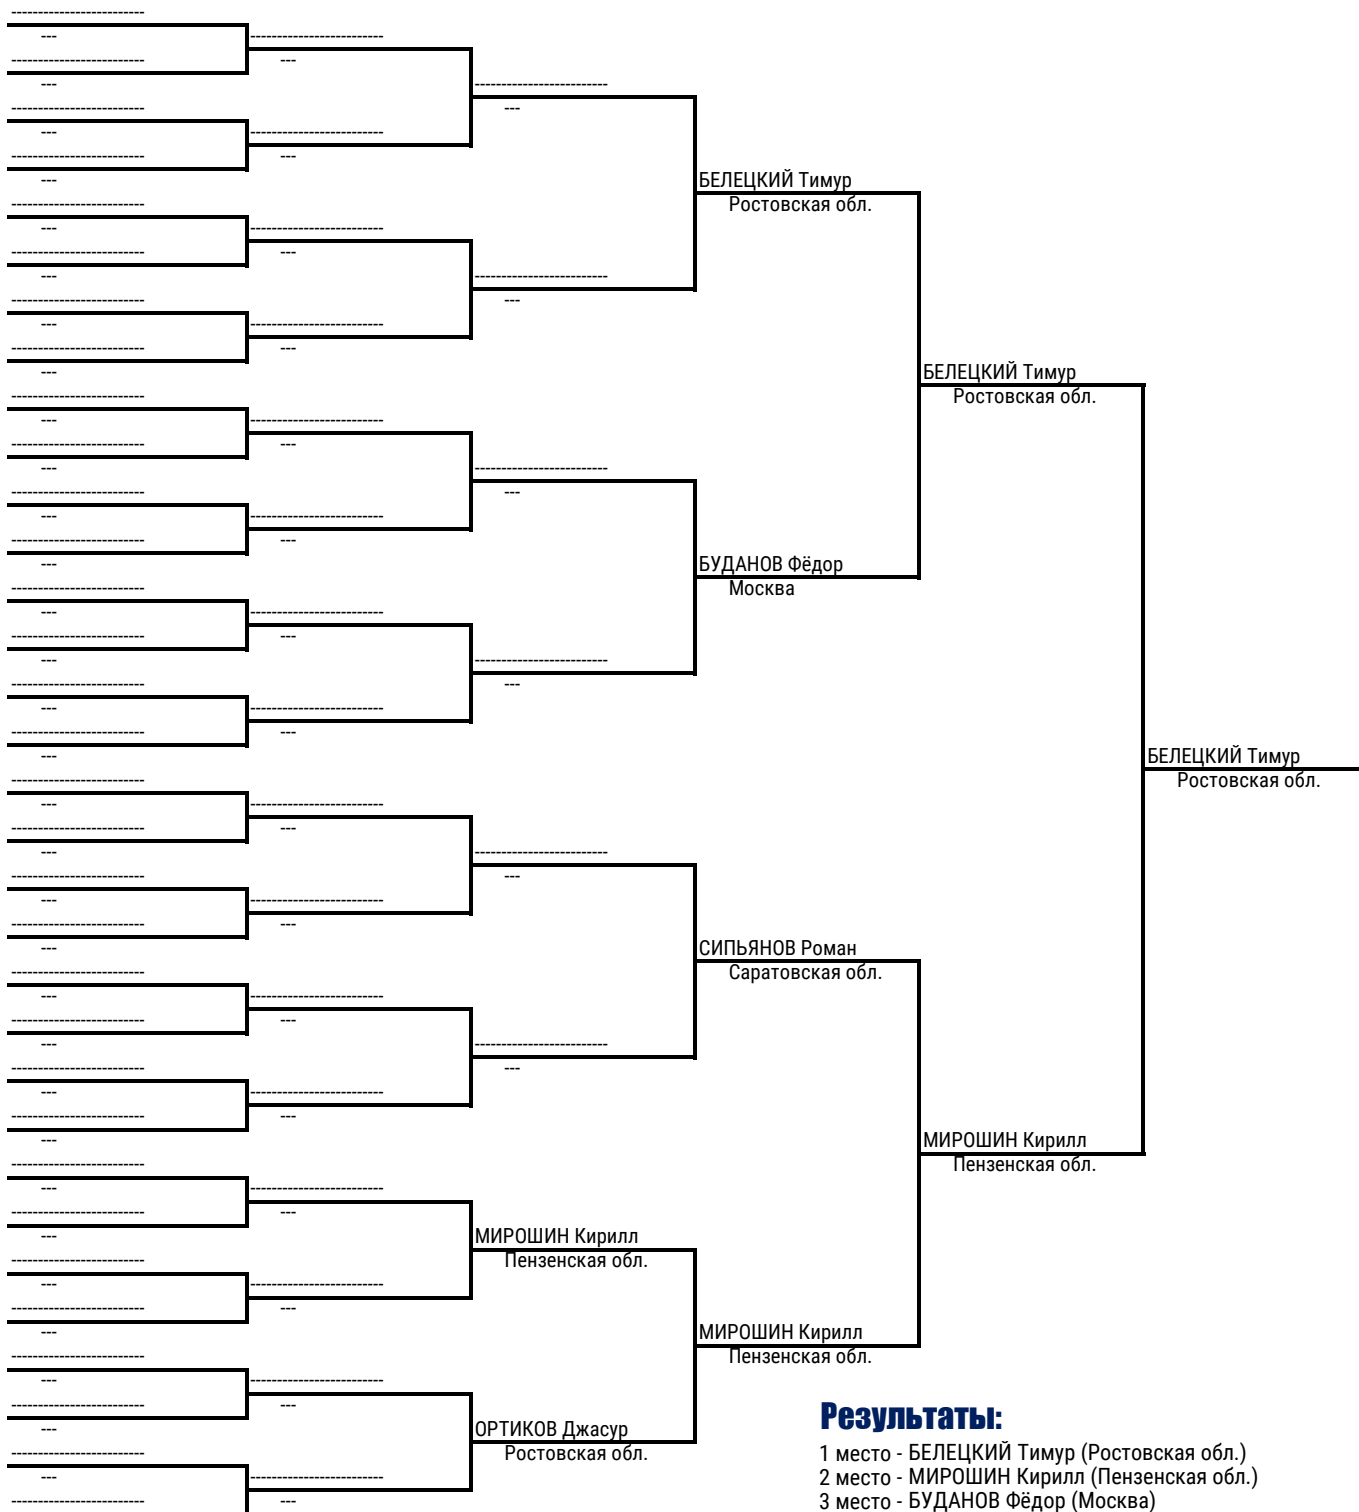 БЕЛЕЦКИЙ Тимур
Ростовская обл.
БЕЛЕЦКИЙ Тимур
Ростовская обл.
БУДАНОВ Фёдор
Москва
БЕЛЕЦКИЙ Тимур
Ростовская обл.
СИПЬЯНОВ Роман
Саратовская обл.
МИРОШИН Кирилл
Пензенская обл.
МИРОШИН Кирилл
Пензенская обл.
МИРОШИН Кирилл
Пензенская обл.
ОРТИКОВ Джасур
Ростовская обл.
Результаты:
1 место - БЕЛЕЦКИЙ Тимур (Ростовская обл.)
2 место - МИРОШИН Кирилл (Пензенская обл.)
3 место - БУДАНОВ Фёдор (Москва)